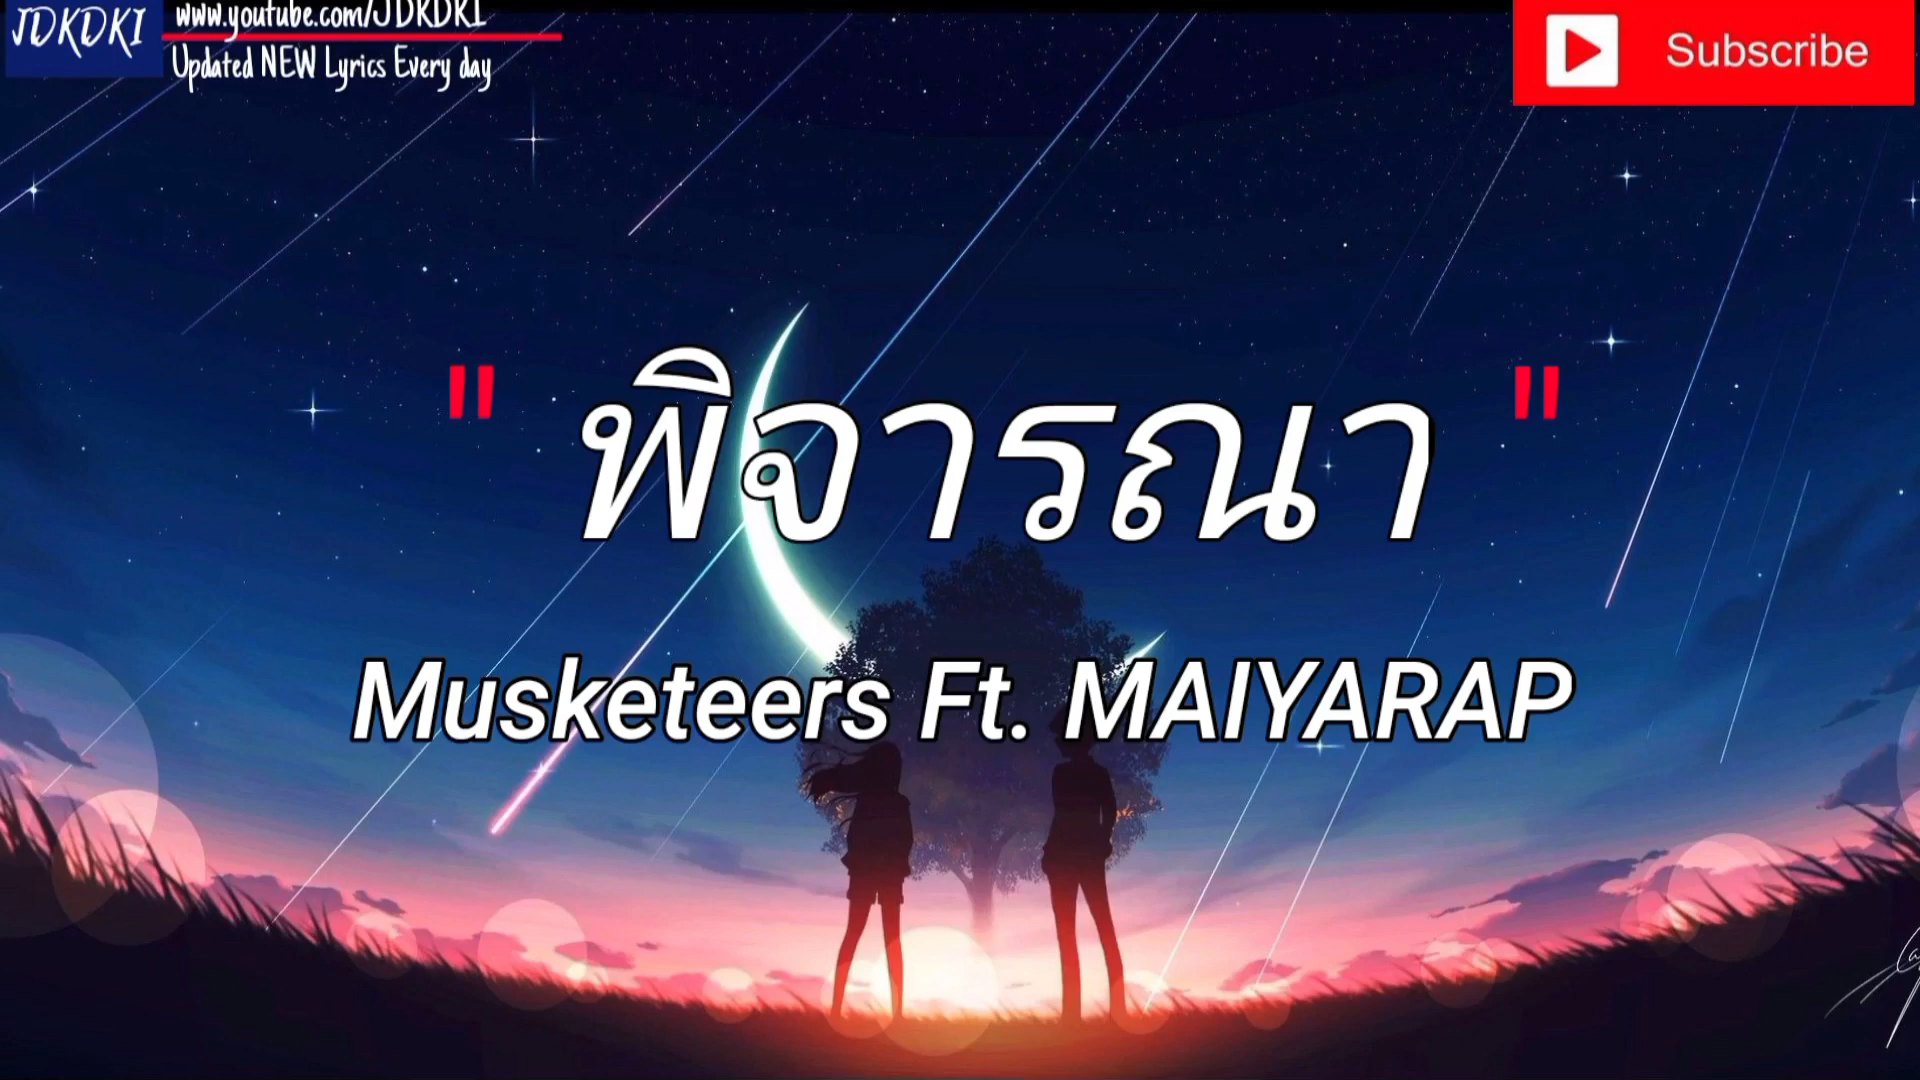 JDKDKI
www.youtube.com/JDKDKI
Updated NEW Lyrics Every day
Subscribe
" พิจารณา "
Musketeers Ft. MAIYARAP